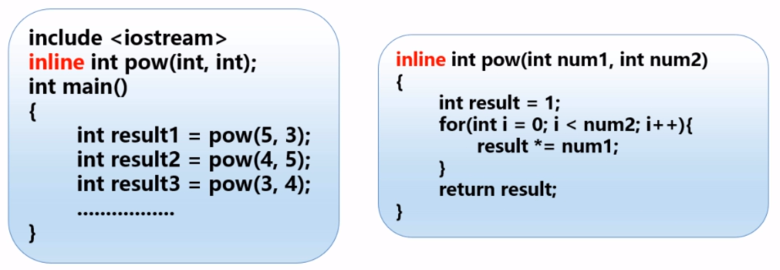 include <iostream>
inline int pow(int, int);
int main()
{
int result1 = pow(5, 3);
int result2 = pow(4, 5);
int result3 = pow(3, 4);
.................
}
inline int pow(int num1, int num2)
{
int result = 1;
for(int i = 0; i < num2; i++){
result *= num1;
}
return result;
}